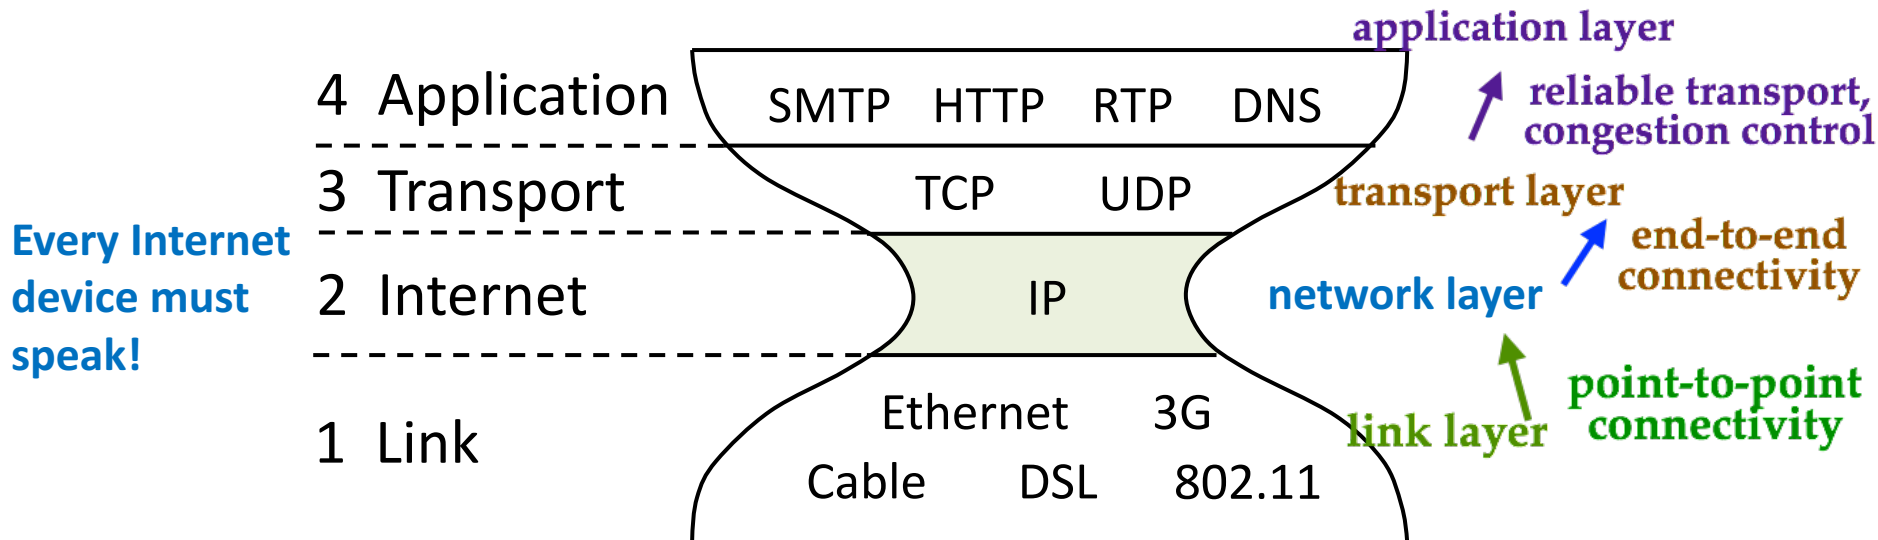 application layer
4 Application
SMTP HTTP RTP DNS
reliable transport,
congestion control
3 Transport
TCP UDP
transport layer
Every Internet
device must
speak!
end-to-end
connectivity
2 Internet
IP
network layer
point-to-point
connectivity
link layer
1 Link
Ethernet 3G
Cable DSL 802.11